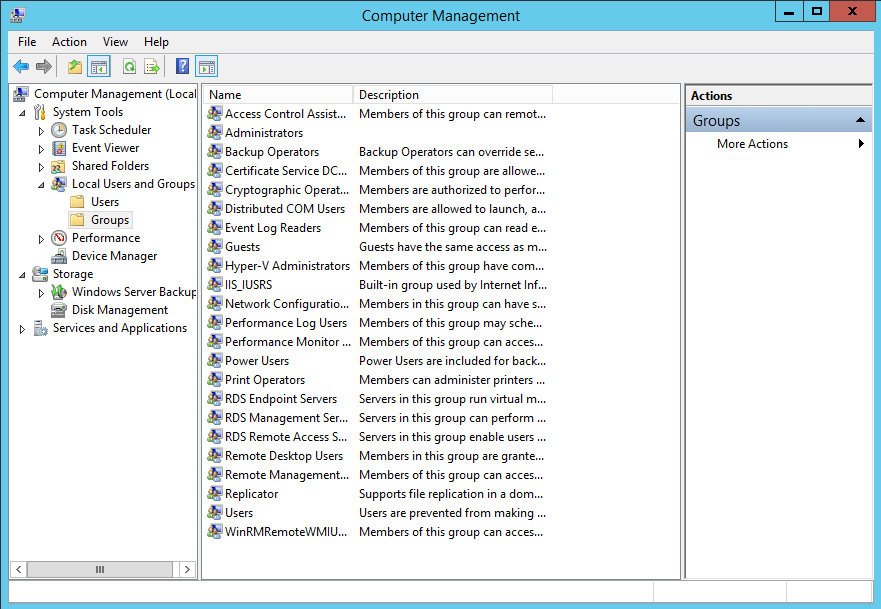 Computer Management
File Action View Help
Computer Management (Local
System Tools
Task Scheduler
Event Viewer
Shared Folders
Local Users and Groups
Users
Groups
Performance
Device Manager
Storage
Windows Server Backup
Disk Management
Services and Applications
Name Description
Access Control Assist... Members of this group can remot...
Administrators
Backup Operators Backup Operators can override se...
Certificate Service DC... Members of this group are allowe...
Cryptographic Operat... Members are authorized to perfor...
Distributed COM Users Members are allowed to launch, a...
Event Log Readers Members of this group can read e...
Guests Guests have the same access as m...
Hyper-V Administrators Members of this group have com...
IIS_IUSRS Built-in group used by Internet Inf...
Network Configuratio... Members in this group can have s...
Performance Log Users Members of this group may sche...
Performance Monitor ... Members of this group can acces...
Power Users Power Users are included for back...
Print Operators Members can administer printers ...
RDS Endpoint Servers Servers in this group run virtual m...
RDS Management Ser... Servers in this group can perform ...
RDS Remote Access S... Servers in this group enable users ...
Remote Desktop Users Members in this group are grante...
Remote Management... Members of this group can acces...
Replicator Supports file replication in a dom...
Users Users are prevented from making ...
WinRMRemoteWMIU... Members of this group can acces...
Actions
Groups
More Actions